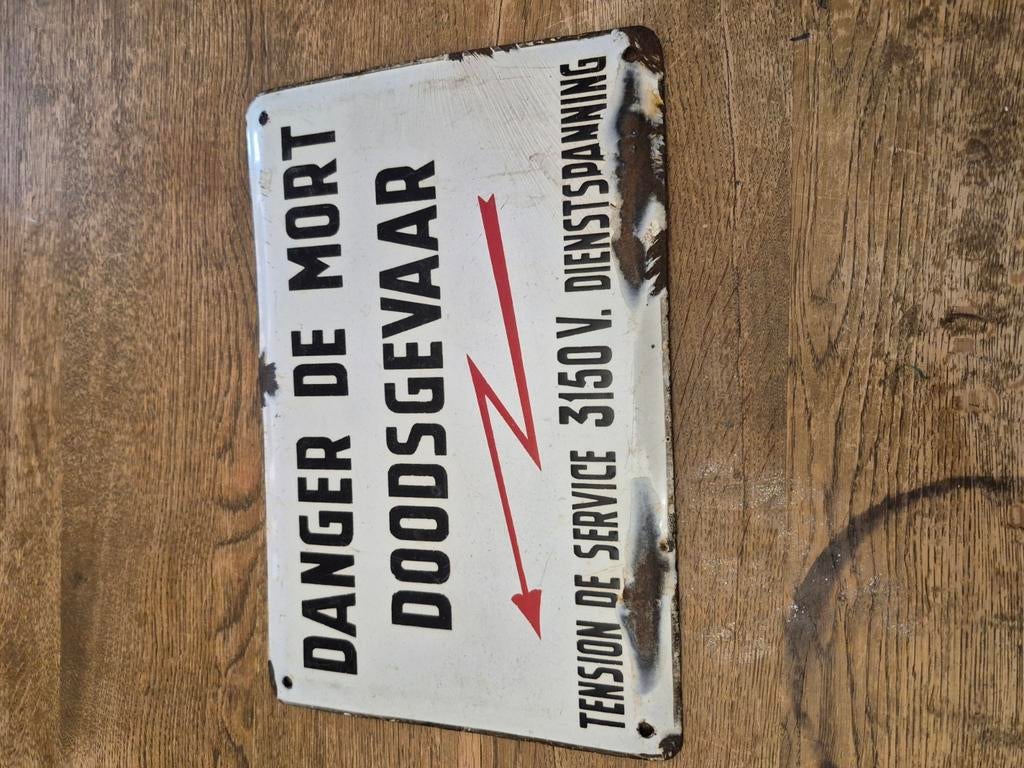 DANGER DE MORT
DOODSGEVAAR
TENSION DE SERVICE 3150 V. DIENSTSPANNING